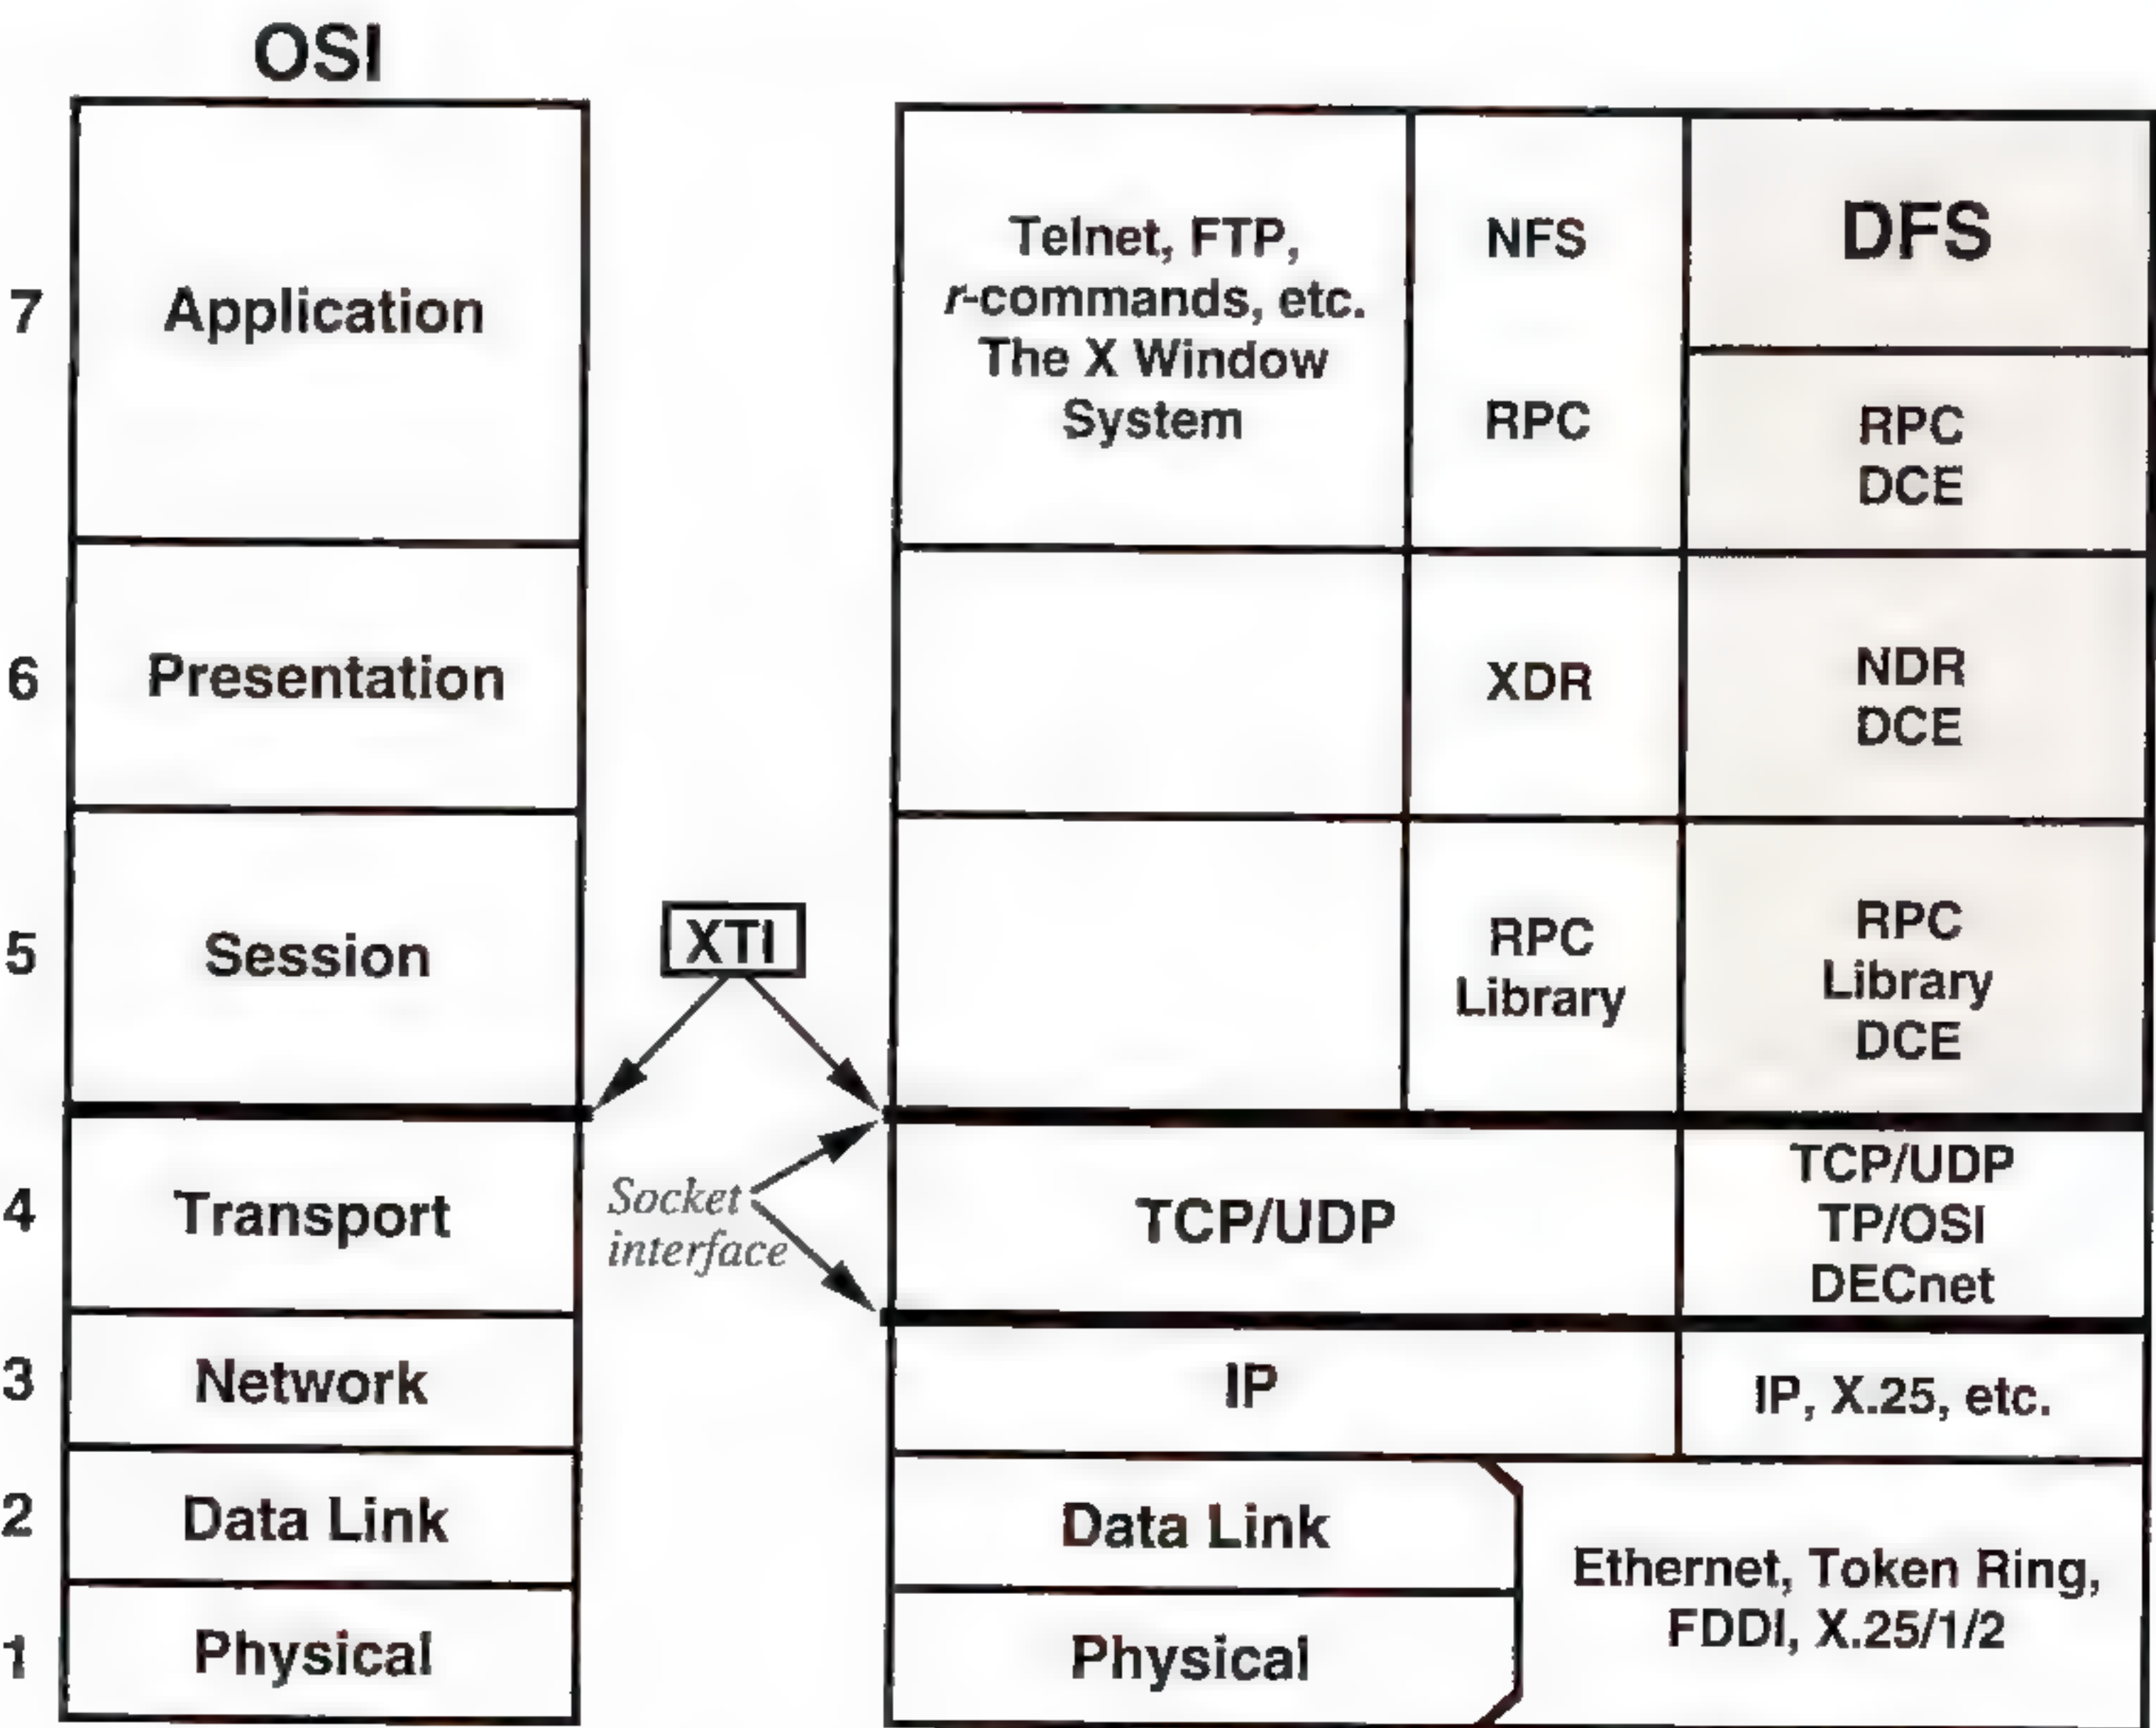 OSI
7
Application
6
Presentation
5
Session
4
Transport
3
Network
2
Data Link
1
Physical
XTI
Socket
interface
Telnet, FTP,
r-commands, etc.
The X Window
System
NFS
RPC
DFS
RPC
DCE
XDR
NDR
DCE
RPC
Library
RPC
Library
DCE
TCP/UDP
TCP/UDP
TP/OSI
DECnet
IP
IP, X.25, etc.
Data Link
Physical
Ethernet, Token Ring,
FDDI, X.25/1/2